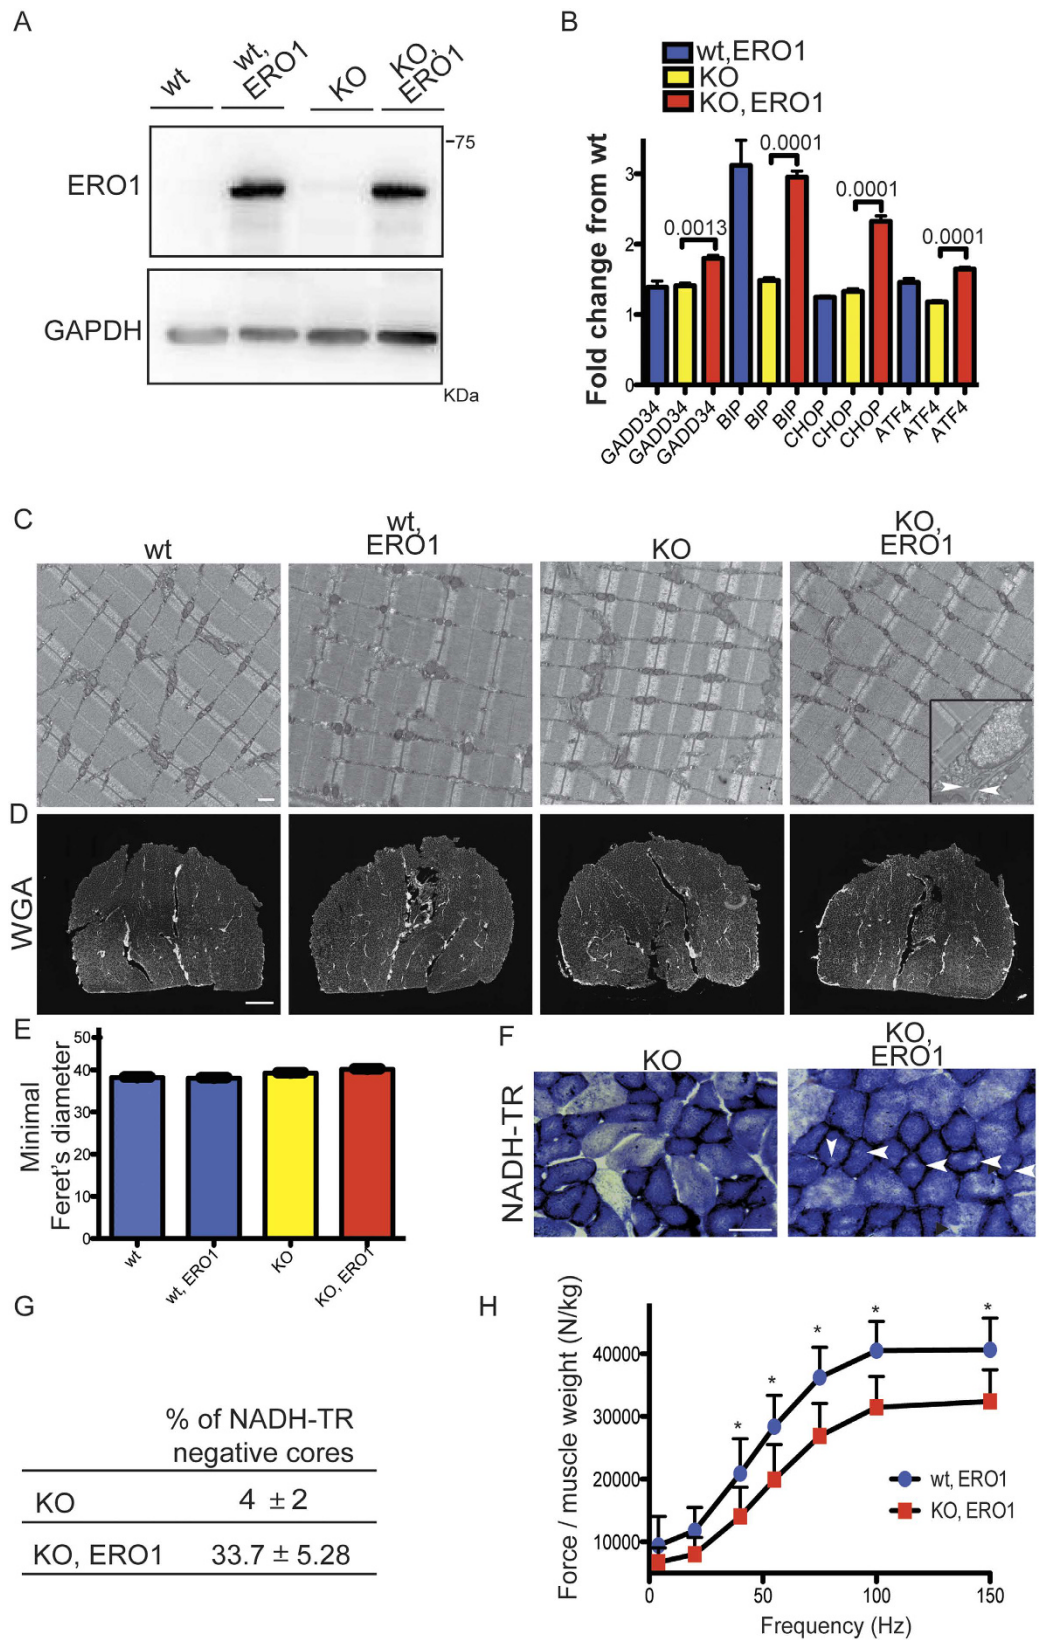 A
wt
wt,
ERO1
KO
KO,
ERO1
ERO1
75
GAPDH
KDa
B
wt,ERO1
KO
KO, ERO1
Fold change from wt
3
2
1
0
0.0013
0.0001
0.0001
0.0001
GADD34
GADD34
GADD34
BIP
BIP
BIP
CHOP
CHOP
CHOP
ATF4
ATF4
ATF4
C
wt
wt,
ERO1
KO
KO,
ERO1
D
WGA
E
Minimal
Feret's diameter
50
40
30
20
10
0
wt
wt, ERO1
KO
KO, ERO1
F
KO
KO,
ERO1
NADH-TR
G
% of NADH-TR
negative cores
KO 4 ± 2
KO, ERO1 33.7 ± 5.28
H
Force / muscle weight (N/kg)
40000
30000
20000
10000
* * * * *
wt, ERO1
KO, ERO1
0 50 100 150
Frequency (Hz)